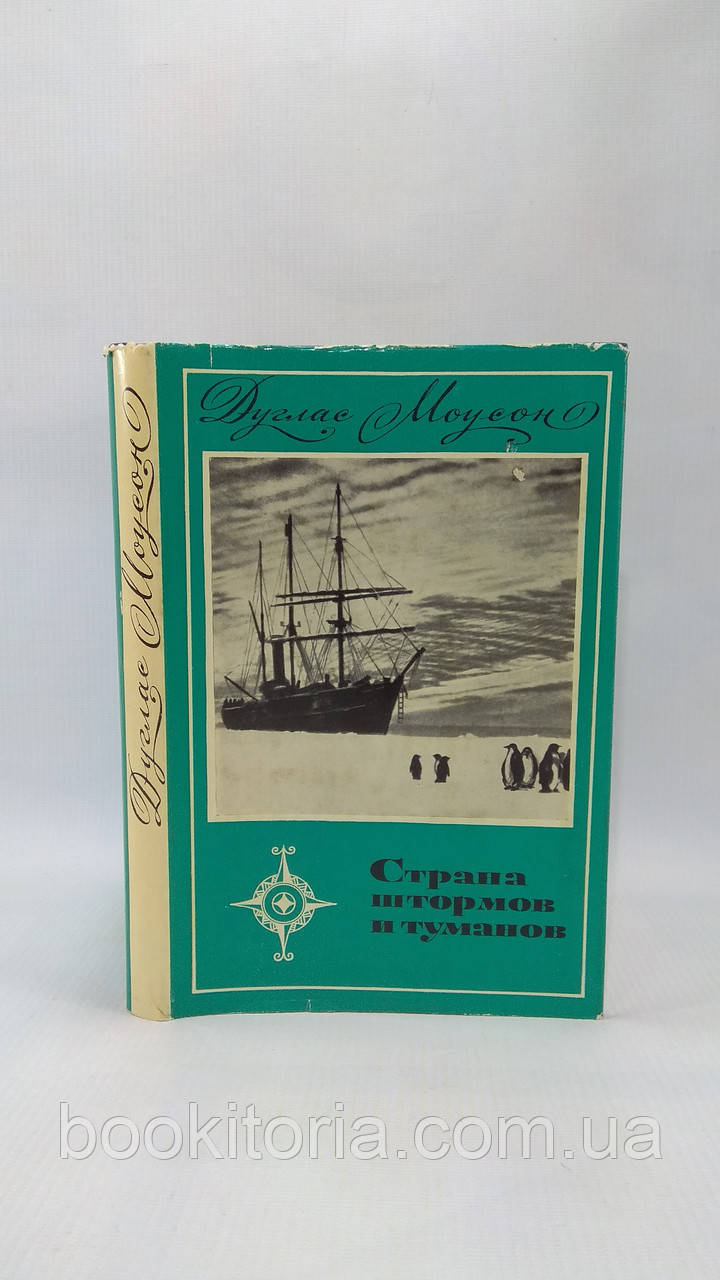 Дуглас Моусон
Дуглас Моусон
Страна
штормов
и туманов
bookitoria.com.ua